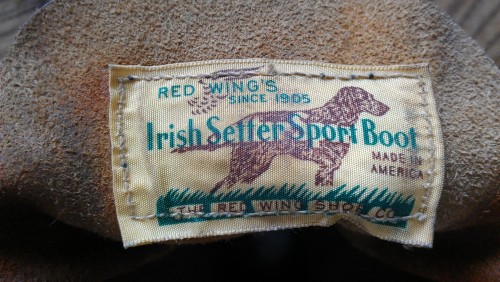 RED WING'S
SINCE 1905
Irish Setter Sport Boot
MADE IN
AMERICA
THE RED WING SHOE CO.